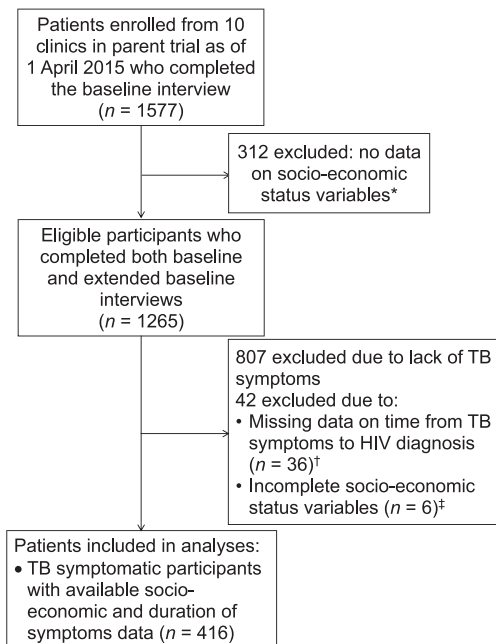 Patients enrolled from 10
clinics in parent trial as of
1 April 2015 who completed
the baseline interview
(n = 1577)
312 excluded: no data
on socio-economic
status variables*
Eligible participants who
completed both baseline
and extended baseline
interviews
(n = 1265)
807 excluded due to lack of TB
symptoms
42 excluded due to:
• Missing data on time from TB
symptoms to HIV diagnosis
(n = 36)†
• Incomplete socio-economic
status variables (n = 6)‡
Patients included in analyses:
• TB symptomatic participants
with available socio-
economic and duration of
symptoms data (n = 416)